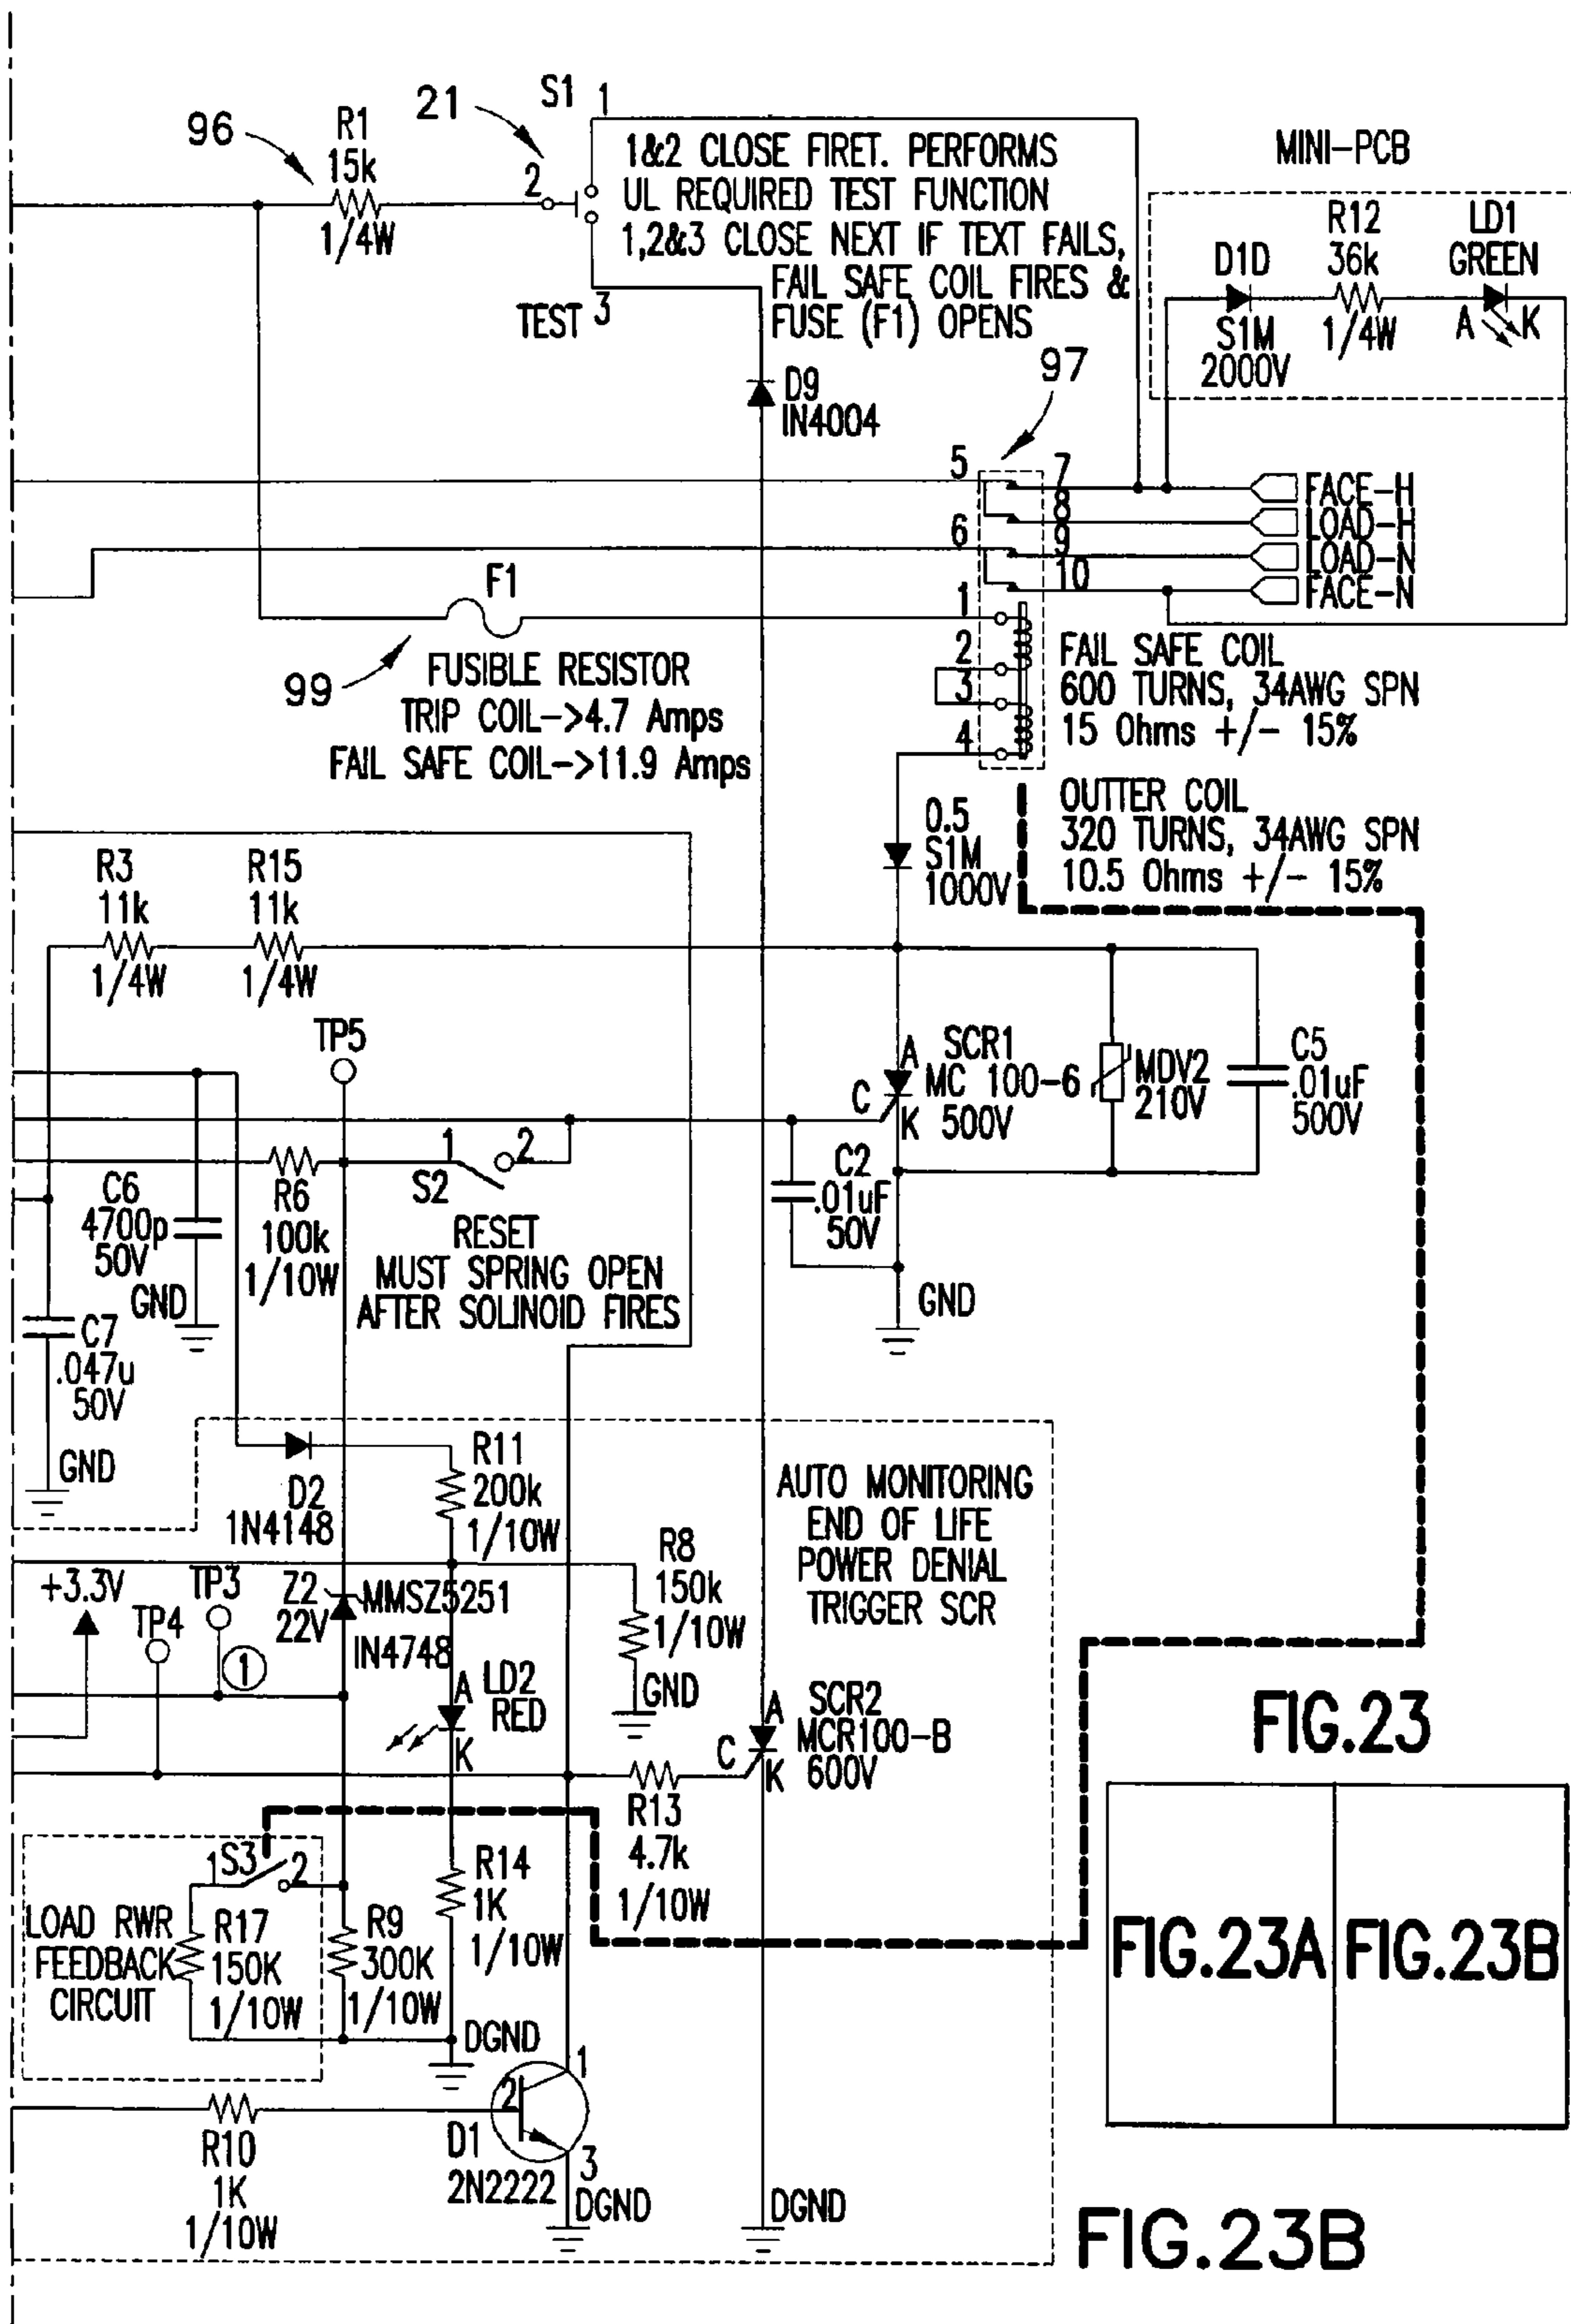 96
R1
15k
1/4W
21
S1
1
2
1&2 CLOSE FIRET. PERFORMS
UL REQUIRED TEST FUNCTION
1,2&3 CLOSE NEXT IF TEXT FAILS,
FAIL SAFE COIL FIRES &
FUSE (F1) OPENS
TEST 3
MINI-PCB
D1D
S1M
2000V
R12
36k
1/4W
LD1
GREEN
A
K
D9
IN4004
97
5
6
7
8
9
10
FACE-H
LOAD-H
LOAD-N
FACE-N
F1
1
2
3
4
99
FUSIBLE RESISTOR
TRIP COIL->4.7 Amps
FAIL SAFE COIL->11.9 Amps
FAIL SAFE COIL
600 TURNS, 34AWG SPN
15 Ohms +/- 15%
OUTTER COIL
320 TURNS, 34AWG SPN
10.5 Ohms +/- 15%
0.5
S1M
1000V
R3
11k
1/4W
R15
11k
1/4W
TP5
A
SCR1
MC 100-6
500V
C
K
MDV2
210V
C5
.01uF
500V
1
2
S2
RESET
MUST SPRING OPEN
AFTER SOLINOID FIRES
R6
100k
1/10W
C6
4700p
50V
GND
C2
.01uF
50V
GND
C7
.047u
50V
GND
D2
1N4148
R11
200k
1/10W
AUTO MONITORING
END OF LIFE
POWER DENIAL
TRIGGER SCR
+3.3V
TP4
TP3
1
Z2
22V
MMSZ5251
IN4748
R8
150k
1/10W
GND
A
LD2
RED
K
A
SCR2
MCR100-B
600V
C
K
R13
4.7k
1/10W
1
S3
2
LOAD RWR
FEEDBACK
CIRCUIT
R17
150K
1/10W
R9
300K
1/10W
R14
1K
1/10W
DGND
R10
1K
1/10W
1
2
3
D1
2N2222
DGND
DGND
FIG.23
FIG.23A
FIG.23B
FIG.23B